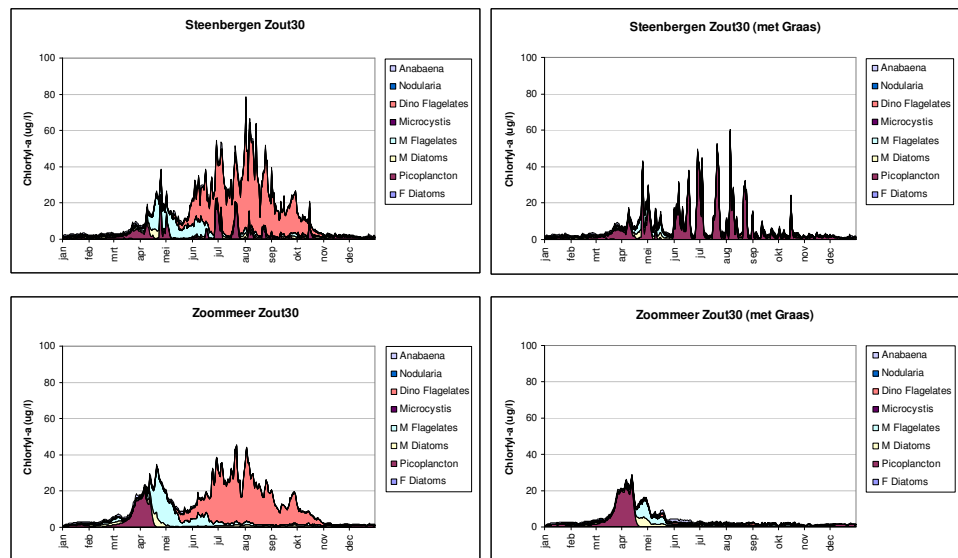 Steenbergen Zout30
Chlorfyl-a (ug/l)
100
80
60
40
20
0
jan feb mrt apr mei jun jul aug sep okt nov dec
Anabaena
Nodularia
Dino Flagelates
Microcystis
M Flagelates
M Diatoms
Picoplancton
F Diatoms
Steenbergen Zout30 (met Graas)
Chlorfyl-a (ug/l)
100
80
60
40
20
0
jan feb mrt apr mei jun jul aug sep okt nov dec
Anabaena
Nodularia
Dino Flagelates
Microcystis
M Flagelates
M Diatoms
Picoplancton
F Diatoms
Zoommeer Zout30
Chlorfyl-a (ug/l)
100
80
60
40
20
0
jan feb mrt apr mei jun jul aug sep okt nov dec
Anabaena
Nodularia
Dino Flagelates
Microcystis
M Flagelates
M Diatoms
Picoplancton
F Diatoms
Zoommeer Zout30 (met Graas)
Chlorfyl-a (ug/l)
100
80
60
40
20
0
jan feb mrt apr mei jun jul aug sep okt nov dec
Anabaena
Nodularia
Dino Flagelates
Microcystis
M Flagelates
M Diatoms
Picoplancton
F Diatoms